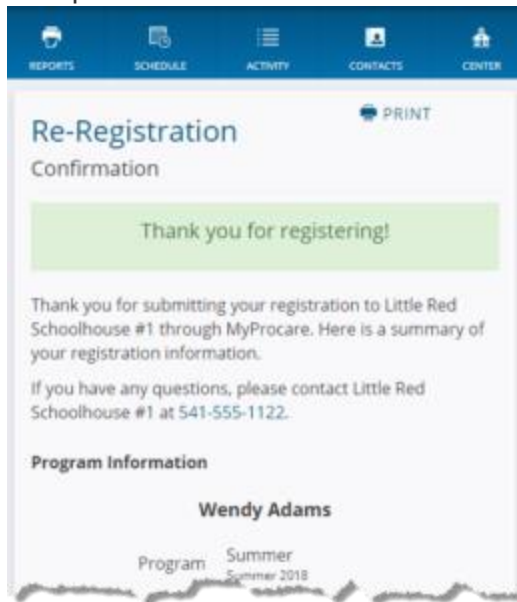 REPORTS SCHEDULE ACTIVITY CONTACTS CENTER
PRINT
Re-Registration
Confirmation
Thank you for registering!
Thank you for submitting your registration to Little Red
Schoolhouse #1 through MyProcare. Here is a summary of
your registration information.
If you have any questions, please contact Little Red
Schoolhouse #1 at 541-555-1122.
Program Information
Wendy Adams
Program Summer
Summer 2018